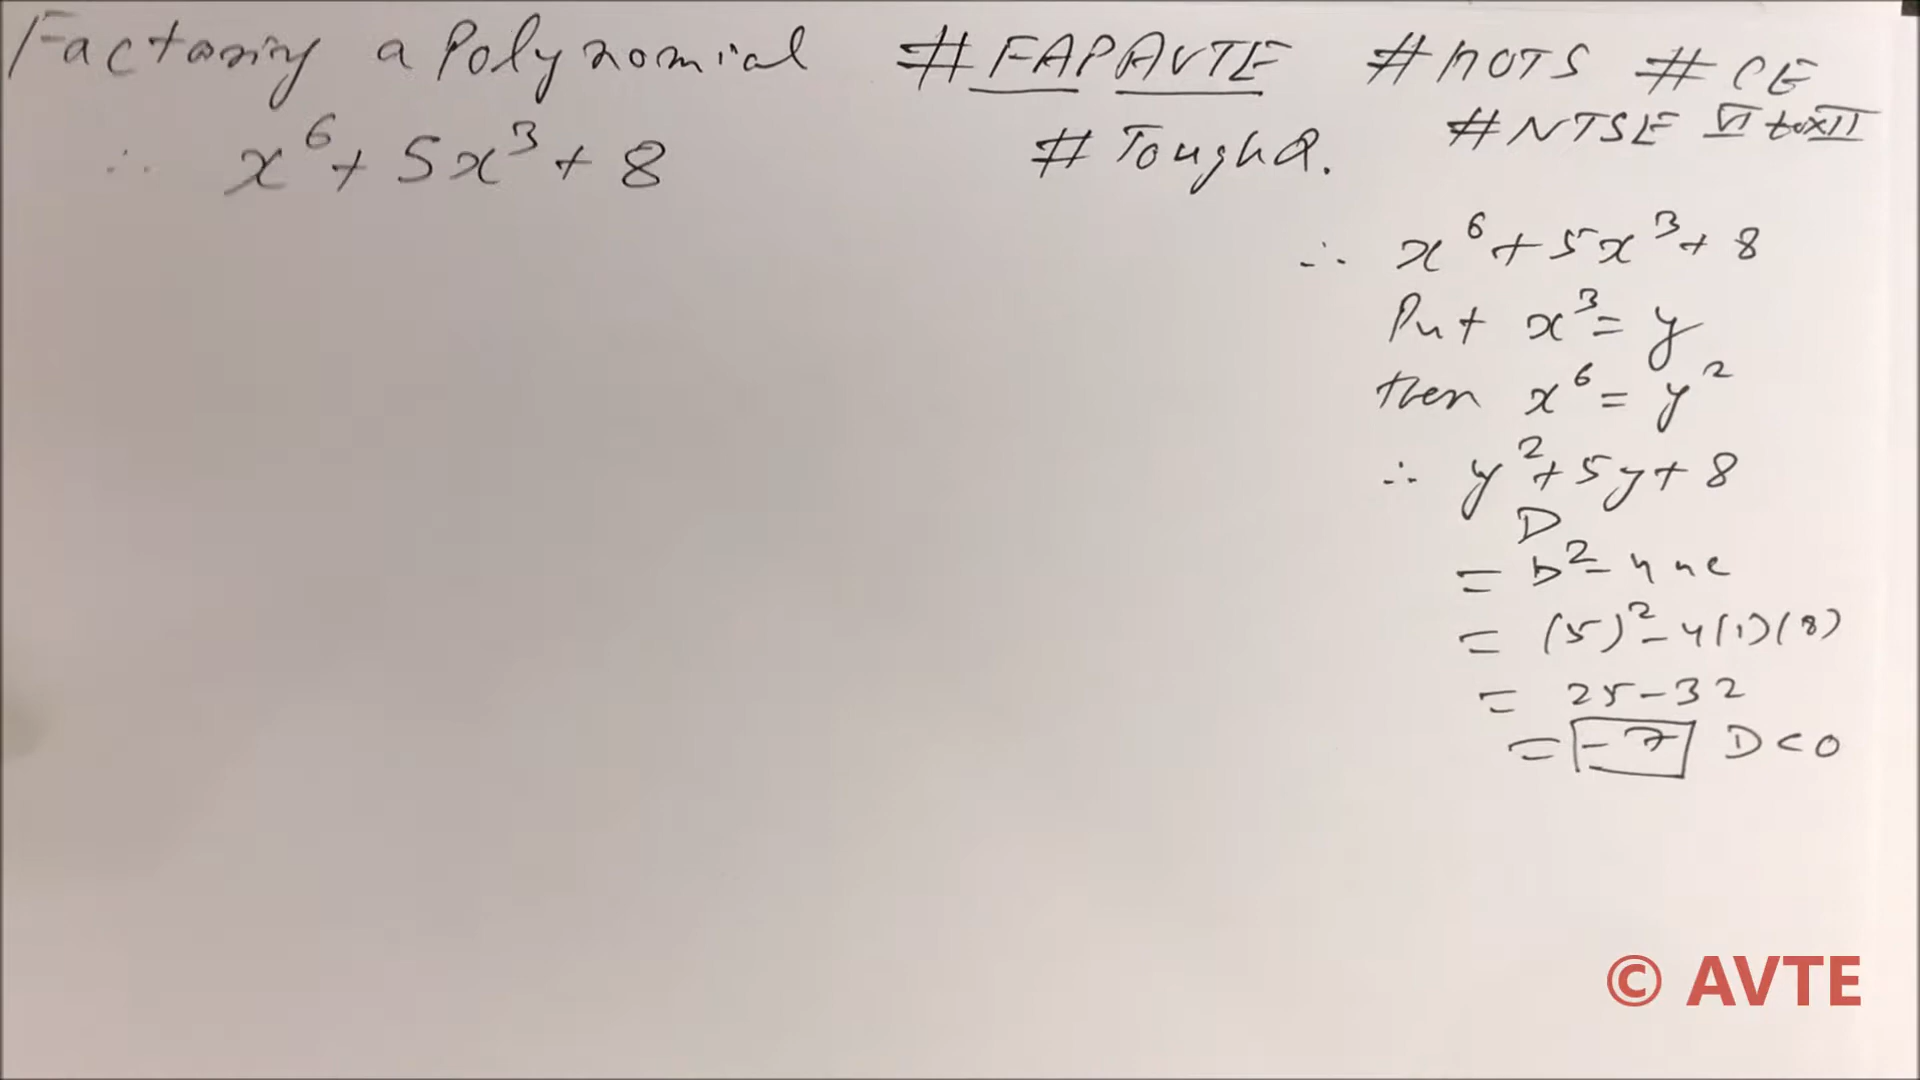 Factoring a Polynomial #FAPAVTE #HOTS #CE
#NTSE VI to XII
∴ x⁶ + 5x³ + 8 # Tough Q.
∴ x⁶ + 5x³ + 8
Put x³ = y
then x⁶ = y²
∴ y² + 5y + 8
D
= b² - 4ac
= (5)² - 4(1)(8)
= 25 - 32
= -7 D < 0
© AVTE